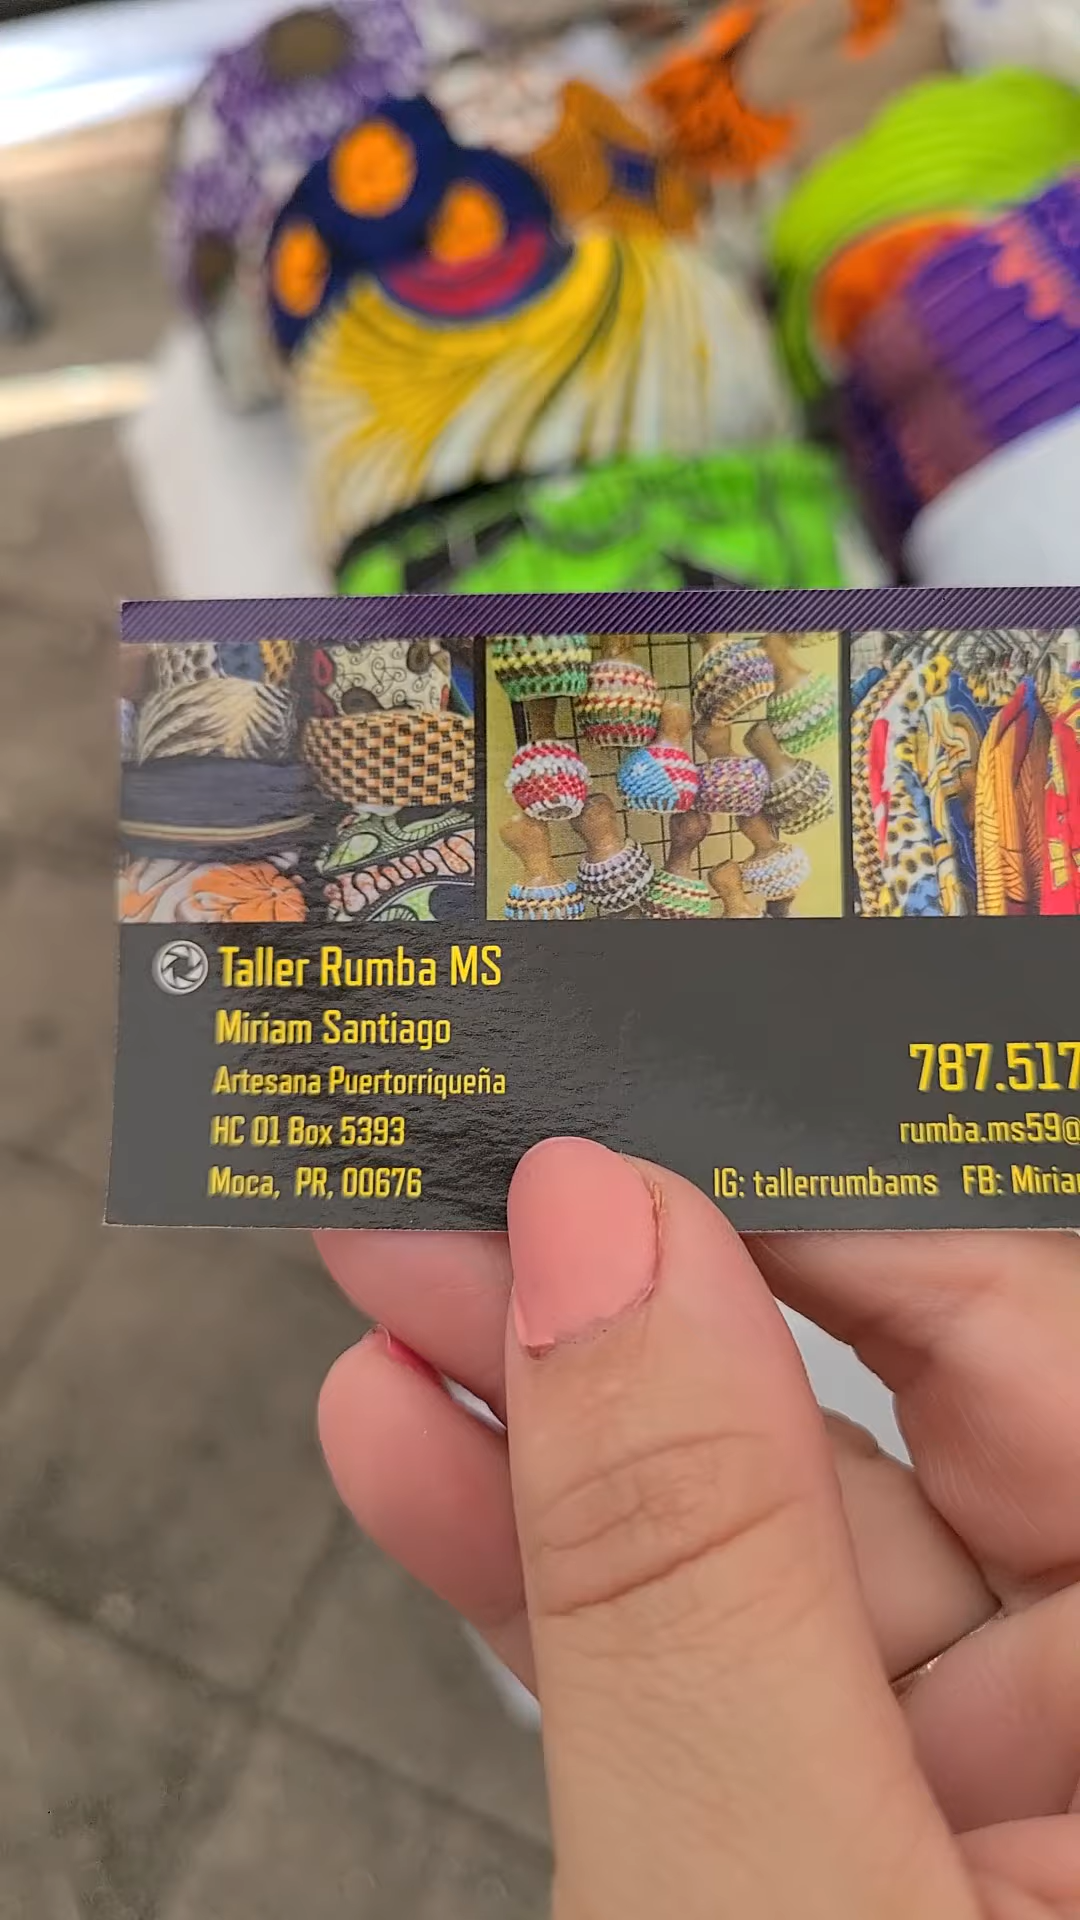 Taller Rumba MS
Miriam Santiago
Artesana Puertorriqueña
HC 01 Box 5393
Moca, PR, 00676
787.517
rumba.ms59@
IG: tallerrumbams FB: